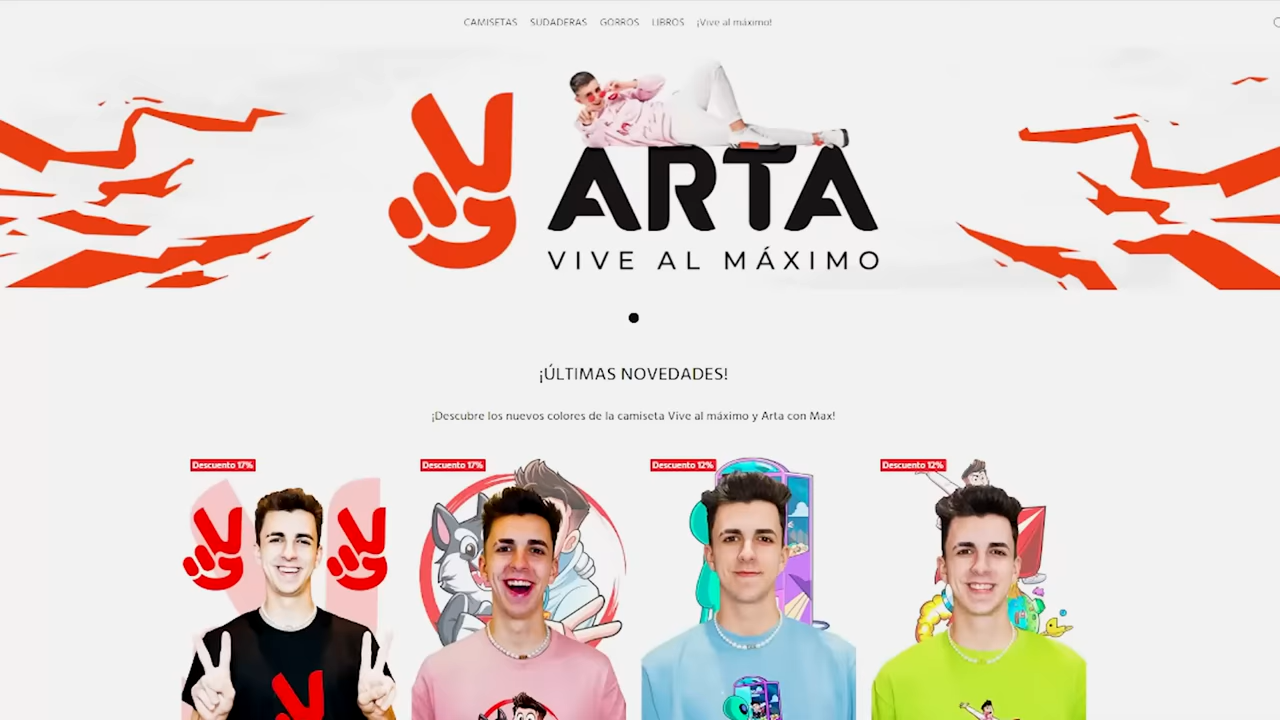 CAMISETAS SUDADERAS GORROS LIBROS ¡Vive al máximo!
ARTA
VIVE AL MÁXIMO
¡ÚLTIMAS NOVEDADES!
¡Descubre los nuevos colores de la camiseta Vive al máximo y Arta con Max!
Descuento 17% Descuento 17% Descuento 12% Descuento 12%